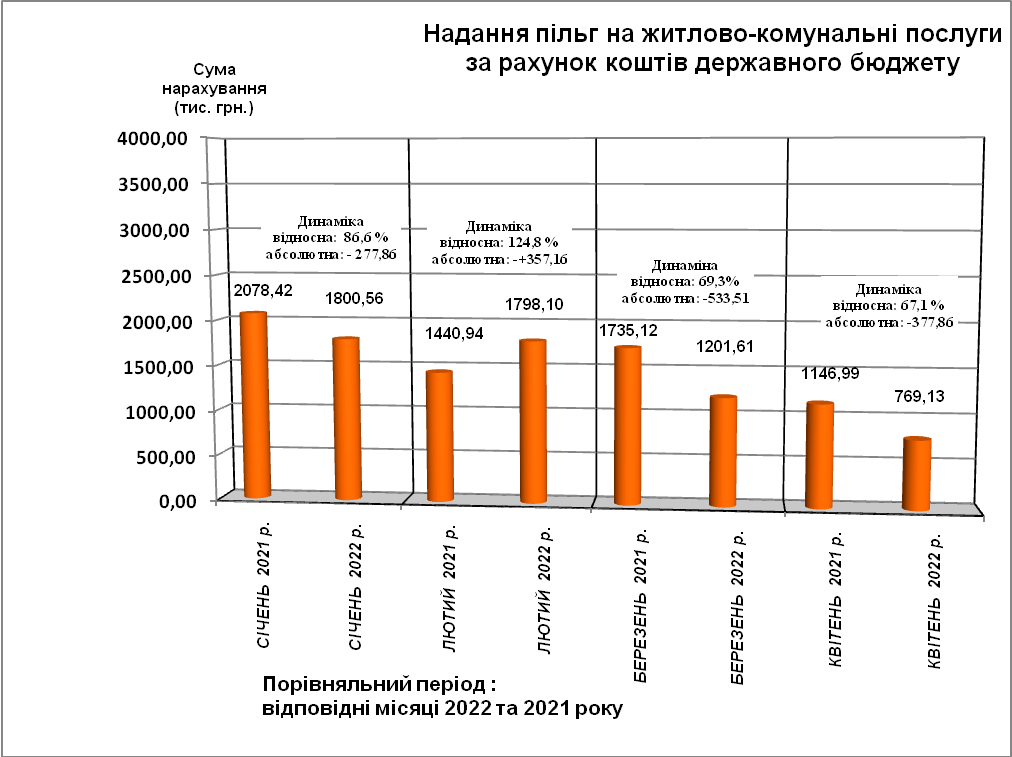 Надання пільг на житлово-комунальні послуги
за рахунок коштів державного бюджету
Сума
нарахування
(тис. грн.)
4000,00
3500,00
3000,00
2500,00
2000,00
1500,00
1000,00
500,00
0,00
Динаміка
відносна: 86,6 %
абсолютна: - 277,86
Динаміка
відносна: 124,8 %
абсолютна: -+357,16
Динаміна
відносна: 69,3%
абсолютна: -533,51
Динаміка
відносна: 67,1 %
абсолютна: -377,86
2078,42
1800,56
1440,94
1798,10
1735,12
1201,61
1146,99
769,13
СІЧЕНЬ 2021 р.
СІЧЕНЬ 2022 р.
ЛЮТИЙ 2021 р.
ЛЮТИЙ 2022 р.
БЕРЕЗЕНЬ 2021 р.
БЕРЕЗЕНЬ 2022 р.
КВІТЕНЬ 2021 р.
КВІТЕНЬ 2022 р.
Порівняльний період :
відповідні місяці 2022 та 2021 року